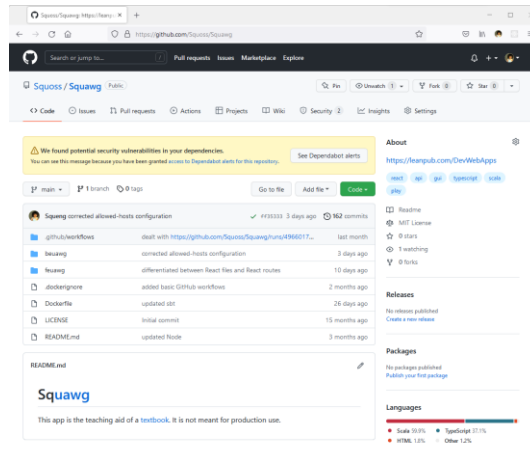 Squoss/Squawg: https://leanpu
https://github.com/Squoss/Squawg
Search or jump to...
Pull requests Issues Marketplace Explore
Squoss / Squawg Public
Pin
Unwatch 1
Fork 0
Star 0
Code
Issues
Pull requests
Actions
Projects
Wiki
Security 2
Insights
Settings
We found potential security vulnerabilities in your dependencies.
You can see this message because you have been granted access to Dependabot alerts for this repository.
See Dependabot alerts
main
1 branch
0 tags
Go to file
Add file
Code
Squeng corrected allowed-hosts configuration
3 days ago
162 commits
.github/workflows dealt with https://github.com/Squoss/Squawg/runs/4966017... last month
beuawg corrected allowed-hosts configuration 3 days ago
feuawg differentiated between React files and React routes 10 days ago
.dockerignore added basic GitHub workflows 2 months ago
Dockerfile updated sbt 26 days ago
LICENSE Initial commit 15 months ago
README.md updated Node 3 months ago
README.md
Squawg
This app is the teaching aid of a textbook. It is not meant for production use.
About
https://leanpub.com/DevWebApps
react api gui typescript scala
play
Readme
MIT License
0 stars
1 watching
0 forks
Releases
No releases published
Create a new release
Packages
No packages published
Publish your first package
Languages
Scala 59.9% TypeScript 37.1%
HTML 1.8% Other 1.2%